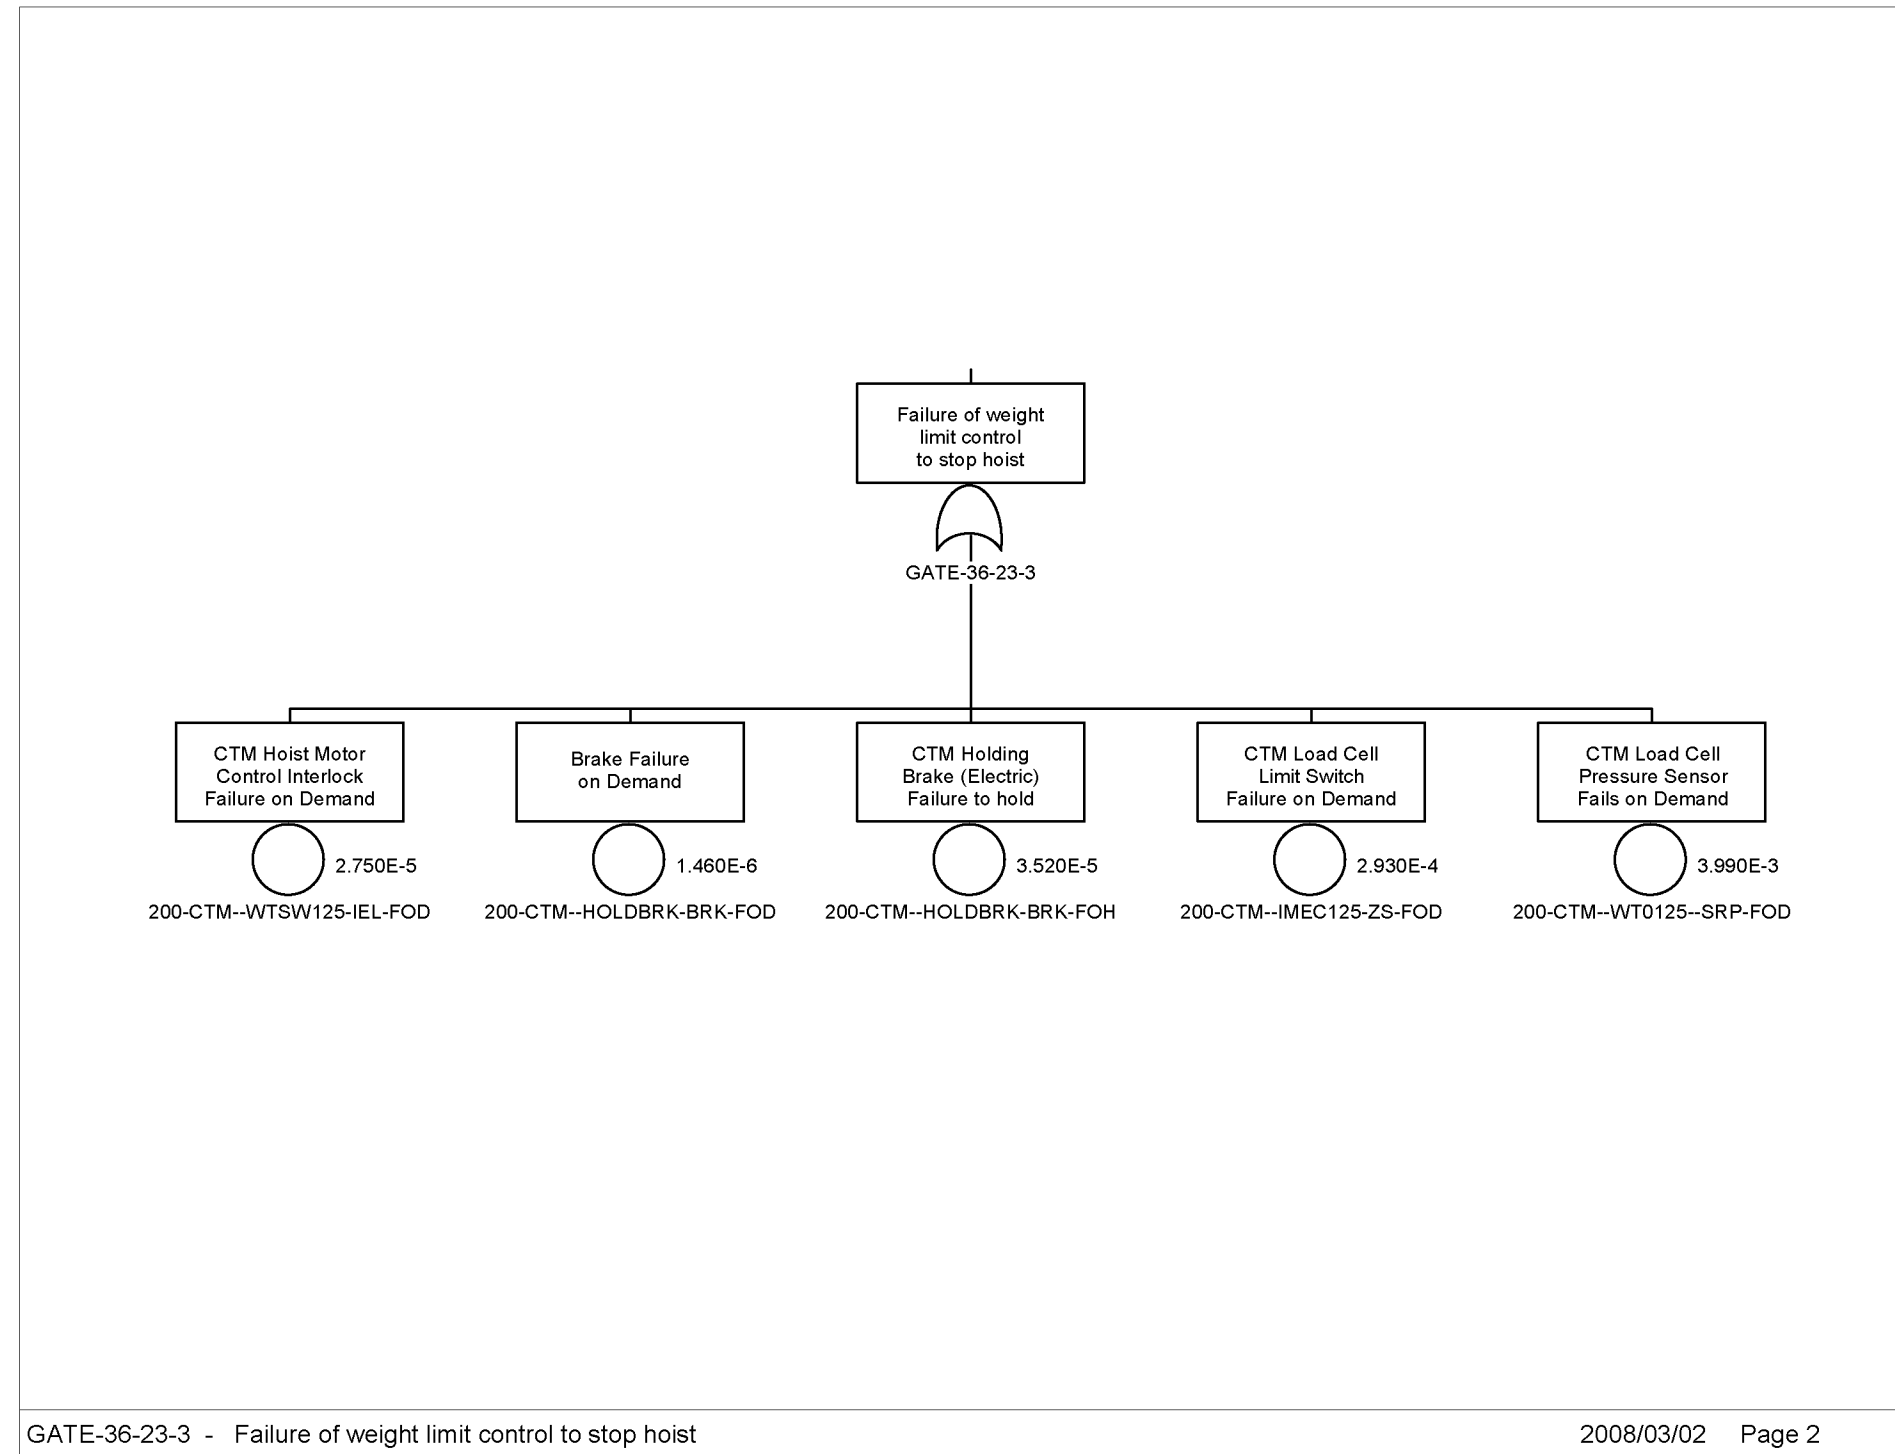 Failure of weight
limit control
to stop hoist
GATE-36-23-3
CTM Hoist Motor
Control Interlock
Failure on Demand
2.750E-5
200-CTM--WTSW125-IEL-FOD
Brake Failure
on Demand
1.460E-6
200-CTM--HOLDBRK-BRK-FOD
CTM Holding
Brake (Electric)
Failure to hold
3.520E-5
200-CTM--HOLDBRK-BRK-FOH
CTM Load Cell
Limit Switch
Failure on Demand
2.930E-4
200-CTM--IMEC125-ZS-FOD
CTM Load Cell
Pressure Sensor
Fails on Demand
3.990E-3
200-CTM--WT0125--SRP-FOD
GATE-36-23-3 - Failure of weight limit control to stop hoist
2008/03/02 Page 2